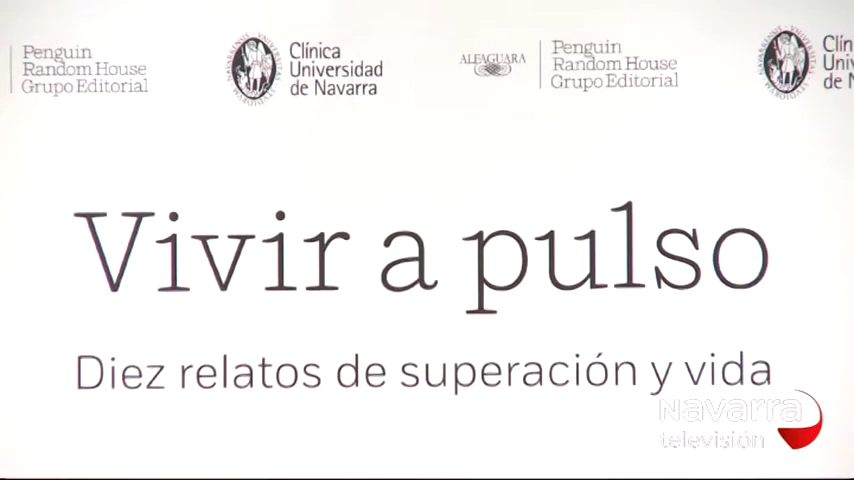 Penguin
Random House
Grupo Editorial
Clínica
Universidad
de Navarra
ALFAGUARA
Penguin
Random House
Grupo Editorial
Vivir a pulso
Diez relatos de superación y vida
Navarra
televisión